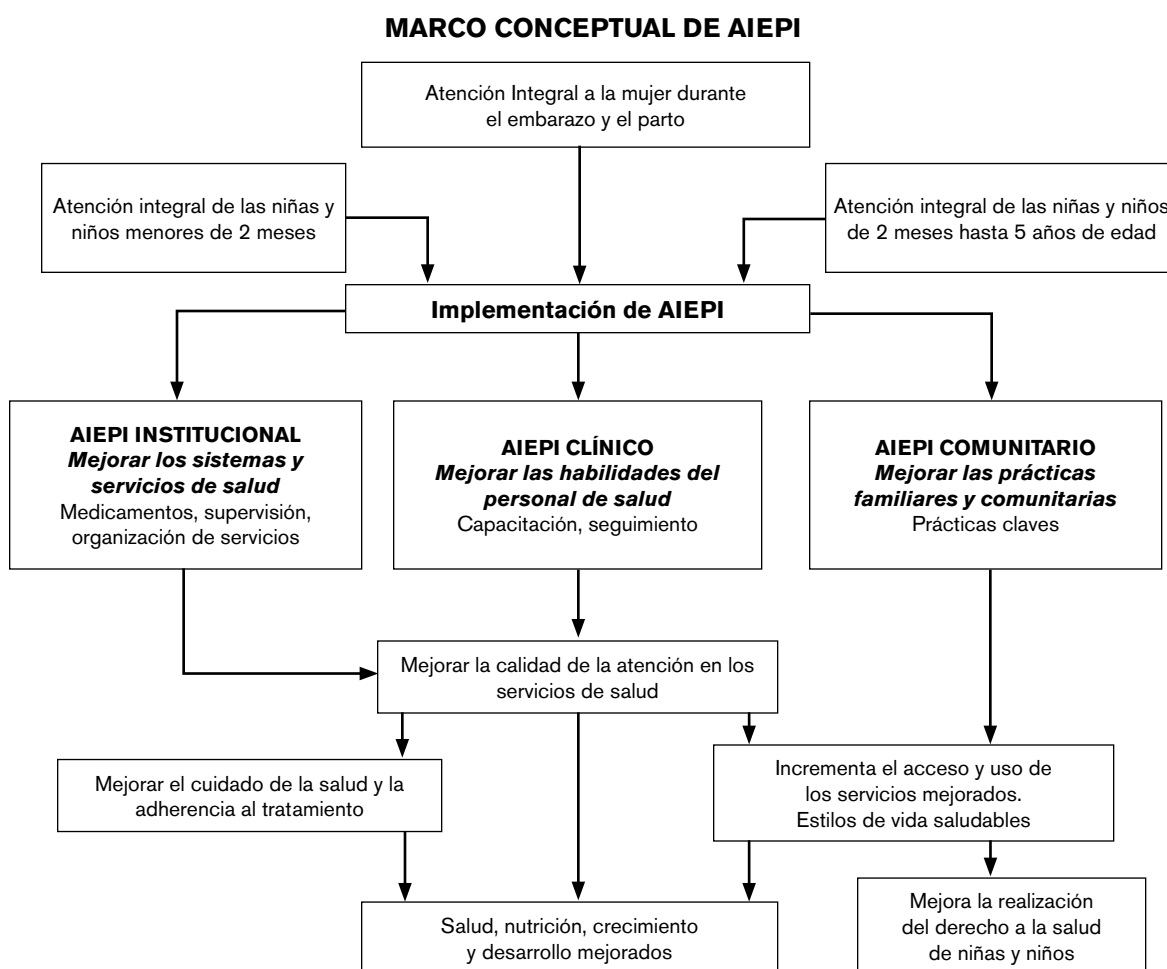 MARCO CONCEPTUAL DE AIEPI
Atención Integral a la mujer durante
el embarazo y el parto
Atención integral de las niñas y
niños menores de 2 meses
Atención integral de las niñas y niños
de 2 meses hasta 5 años de edad
Implementación de AIEPI
AIEPI INSTITUCIONAL
Mejorar los sistemas y
servicios de salud
Medicamentos, supervisión,
organización de servicios
AIEPI CLÍNICO
Mejorar las habilidades del
personal de salud
Capacitación, seguimiento
AIEPI COMUNITARIO
Mejorar las prácticas
familiares y comunitarias
Prácticas claves
Mejorar la calidad de la atención en los
servicios de salud
Mejorar el cuidado de la salud y la
adherencia al tratamiento
Incrementa el acceso y uso de
los servicios mejorados.
Estilos de vida saludables
Salud, nutrición, crecimiento
y desarrollo mejorados
Mejora la realización
del derecho a la salud
de niñas y niños